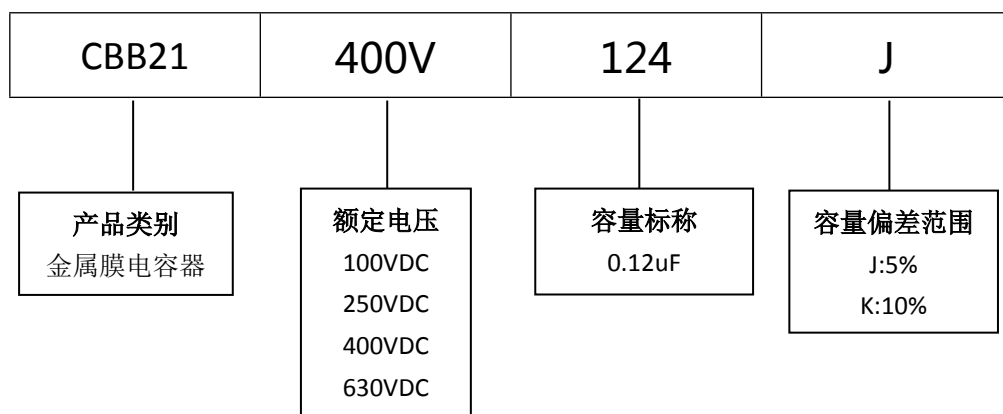 CBB21 400V 124 J
产品类别
金属膜电容器
额定电压
100VDC
250VDC
400VDC
630VDC
容量标称
0.12uF
容量偏差范围
J:5%
K:10%